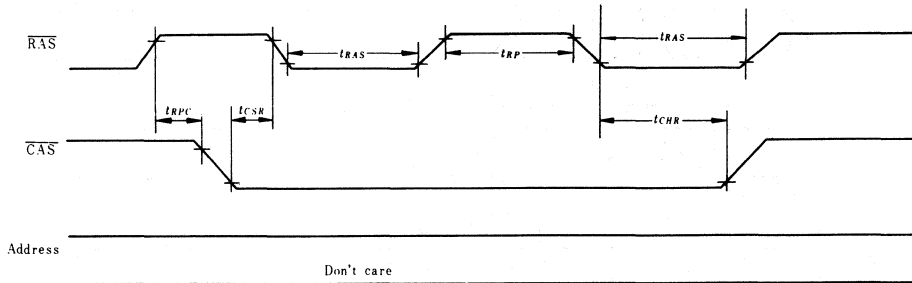 RAS
tRAS
tRP
tRAS
tRPC
tCSR
tCHR
CAS
Address
Don't care